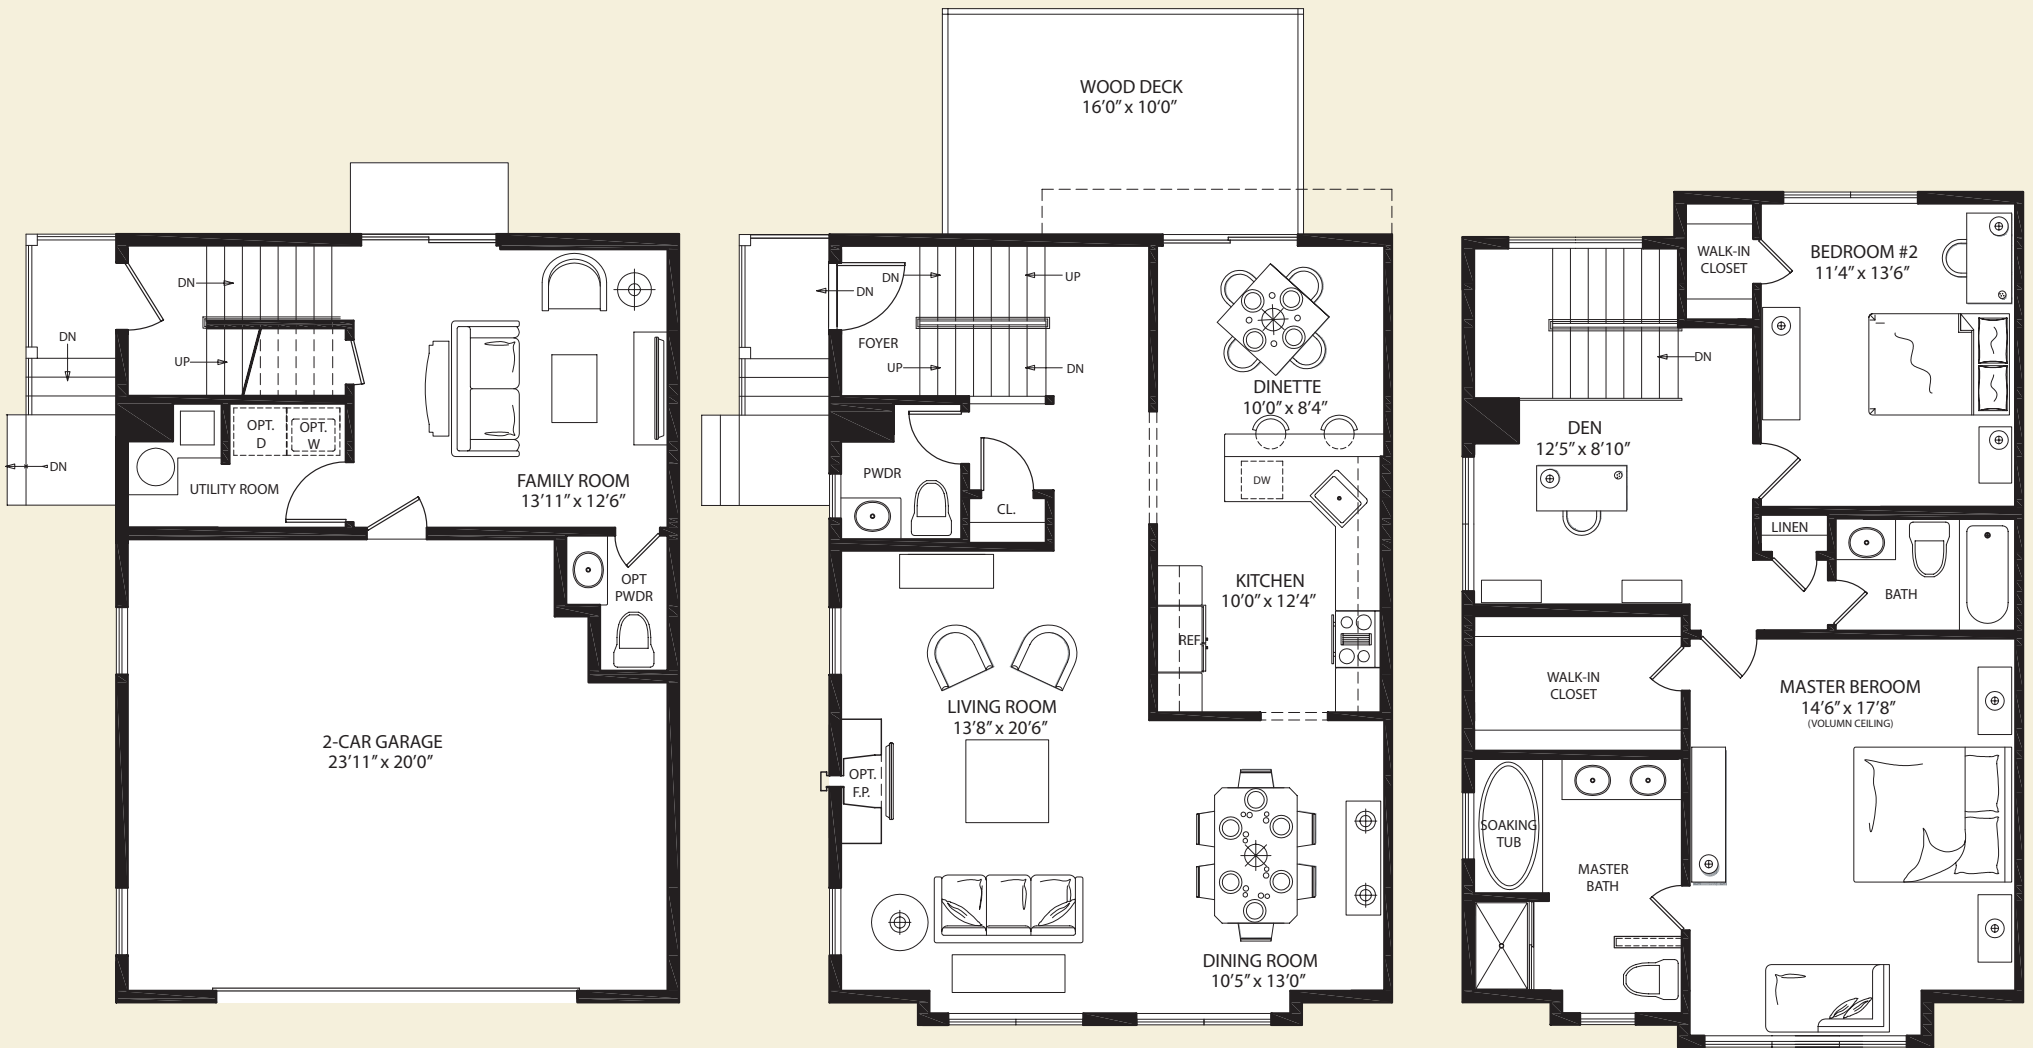 DN
UP
DN
DN
OPT.
D
OPT.
W
UTILITY ROOM
FAMILY ROOM
13'11" x 12'6"
OPT
PWDR
2-CAR GARAGE
23'11" x 20'0"
WOOD DECK
16'0" x 10'0"
DN
DN
UP
FOYER
UP
DN
PWDR
CL.
DINETTE
10'0" x 8'4"
DW
KITCHEN
10'0" x 12'4"
REF.
LIVING ROOM
13'8" x 20'6"
OPT.
F.P.
DINING ROOM
10'5" x 13'0"
WALK-IN
CLOSET
BEDROOM #2
11'4" x 13'6"
DN
DEN
12'5" x 8'10"
LINEN
BATH
WALK-IN
CLOSET
MASTER BEROOM
14'6" x 17'8"
(VOLUMN CEILING)
SOAKING
TUB
MASTER
BATH